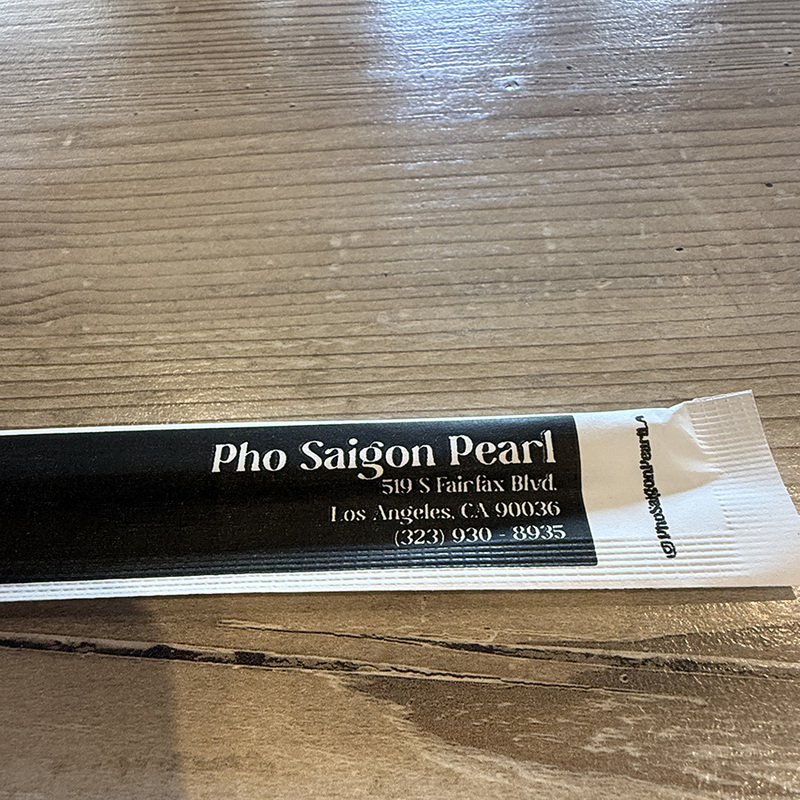 Pho Saigon Pearl
519 S Fairfax Blvd.
Los Angeles, CA 90036
(323) 930 - 8935
@PhoSaigonPearlLA